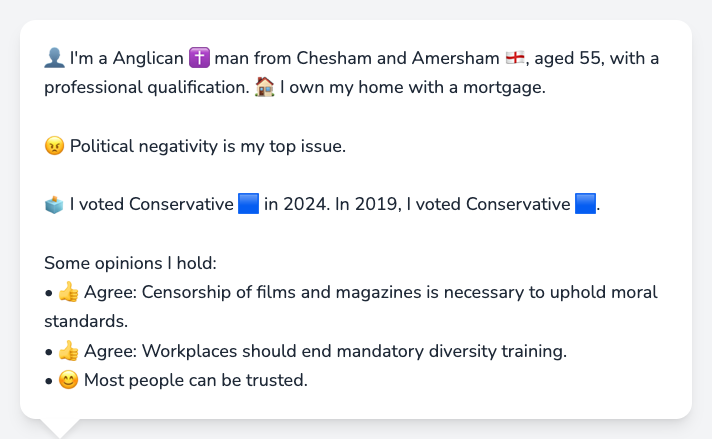 👤 I'm a Anglican ✝️ man from Chesham and Amersham 🏴󠁧󠁢󠁥󠁮󠁧󠁿, aged 55, with a
professional qualification. 🏠 I own my home with a mortgage.
😠 Political negativity is my top issue.
🗳️ I voted Conservative 🟦 in 2024. In 2019, I voted Conservative 🟦.
Some opinions I hold:
• 👍 Agree: Censorship of films and magazines is necessary to uphold moral
standards.
• 👍 Agree: Workplaces should end mandatory diversity training.
• 😊 Most people can be trusted.